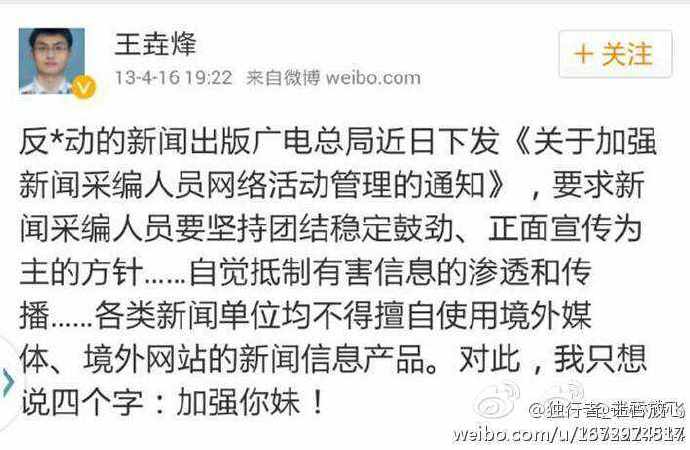 王垚烽
+ 关注
13-4-16 19:22 来自微博 weibo.com
反*动的新闻出版广电总局近日下发《关于加强
新闻采编人员网络活动管理的通知》，要求新
闻采编人员要坚持团结稳定鼓劲、正面宣传为
主的方针……自觉抵制有害信息的渗透和传
播……各类新闻单位均不得擅自使用境外媒
体、境外网站的新闻信息产品。对此，我只想
说四个字：加强你妹！
@独行者
weibo.com/u/